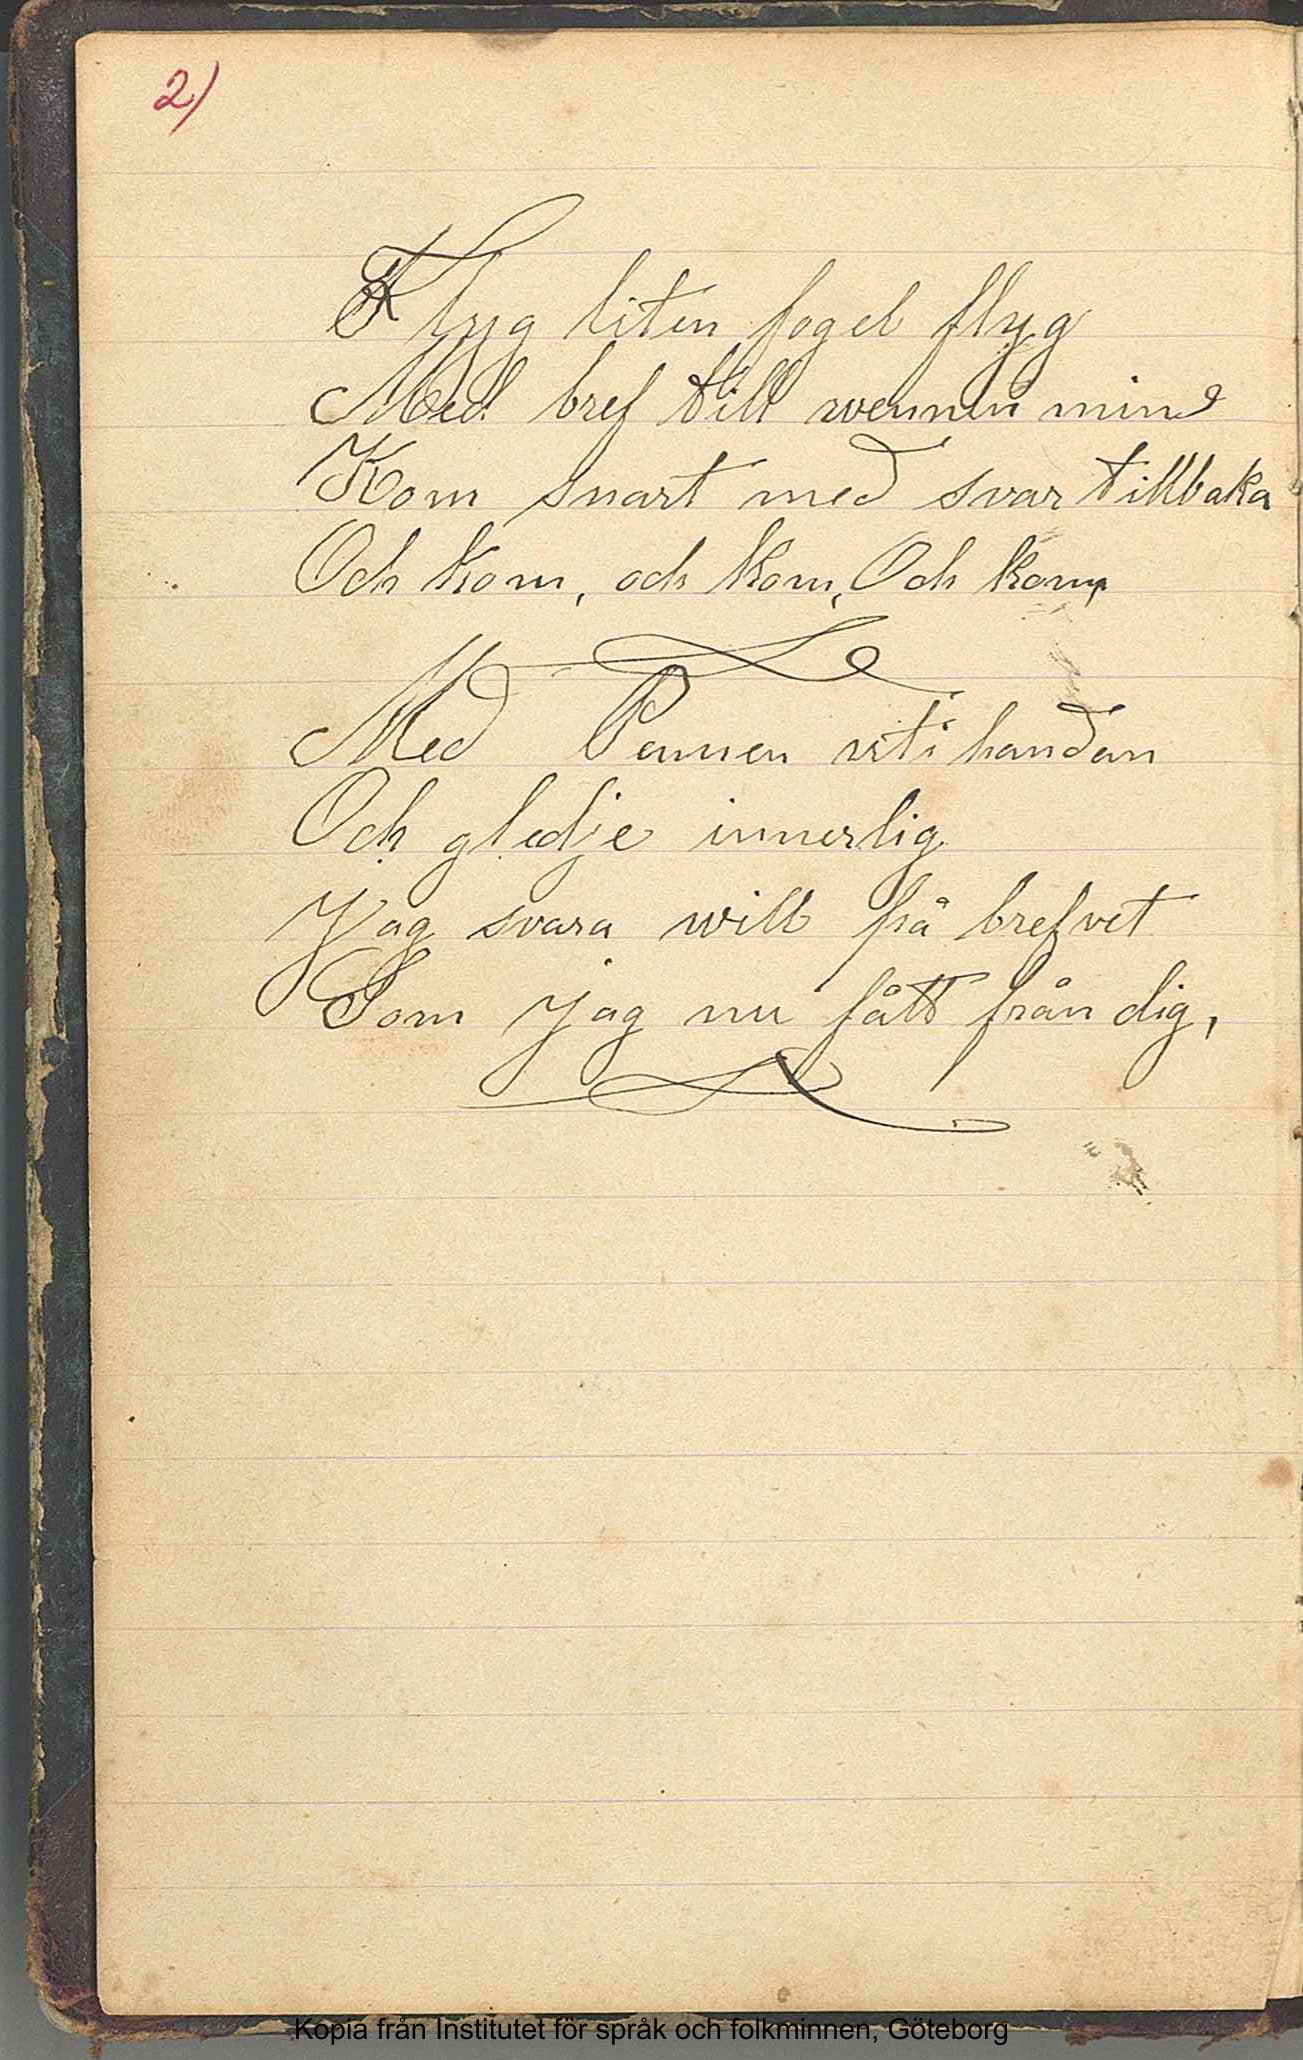 2)
Flyg liten fogel flyg
Med bref till wennen min
Kom snart med svar tillbaka
Och kom, och kom, Och kom,
Med Pennen uti handan
Och gledje innerlig
Jag svara will på brefvet
Som jag nu fått från dig,
Kopia från Institutet för språk och folkminnen, Göteborg